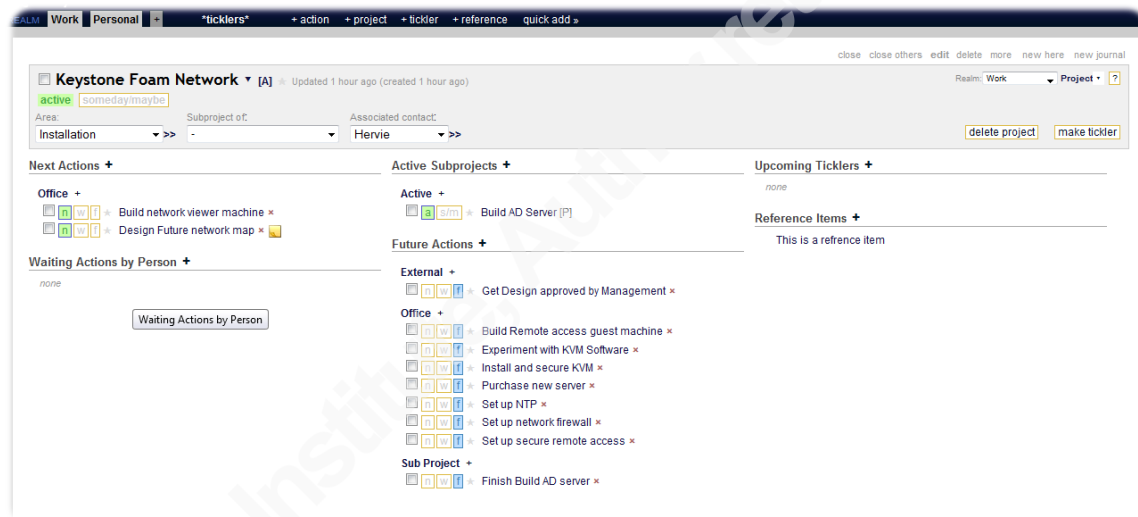 EALM Work Personal + *ticklers* + action + project + tickler + reference quick add »
close close others edit delete more new here new journal
Keystone Foam Network ▾ [A] ★ Updated 1 hour ago (created 1 hour ago)
Realm: Work Project ▾ ?
active someday/maybe
Area: Subproject of: Associated contact:
Installation >> - Hervie >>
delete project make tickler
Next Actions +
Office +
n w f ★ Build network viewer machine ×
n w f ★ Design Future network map ×
Waiting Actions by Person +
none
Waiting Actions by Person
Active Subprojects +
Active +
a s/m ★ Build AD Server [P]
Future Actions +
External +
n w f ★ Get Design approved by Management ×
Office +
n w f ★ Build Remote access guest machine ×
n w f ★ Experiment with KVM Software ×
n w f ★ Install and secure KVM ×
n w f ★ Purchase new server ×
n w f ★ Set up NTP ×
n w f ★ Set up network firewall ×
n w f ★ Set up secure remote access ×
Sub Project +
n w f ★ Finish Build AD server ×
Upcoming Ticklers +
none
Reference Items +
This is a refrence item
Institute, Author re